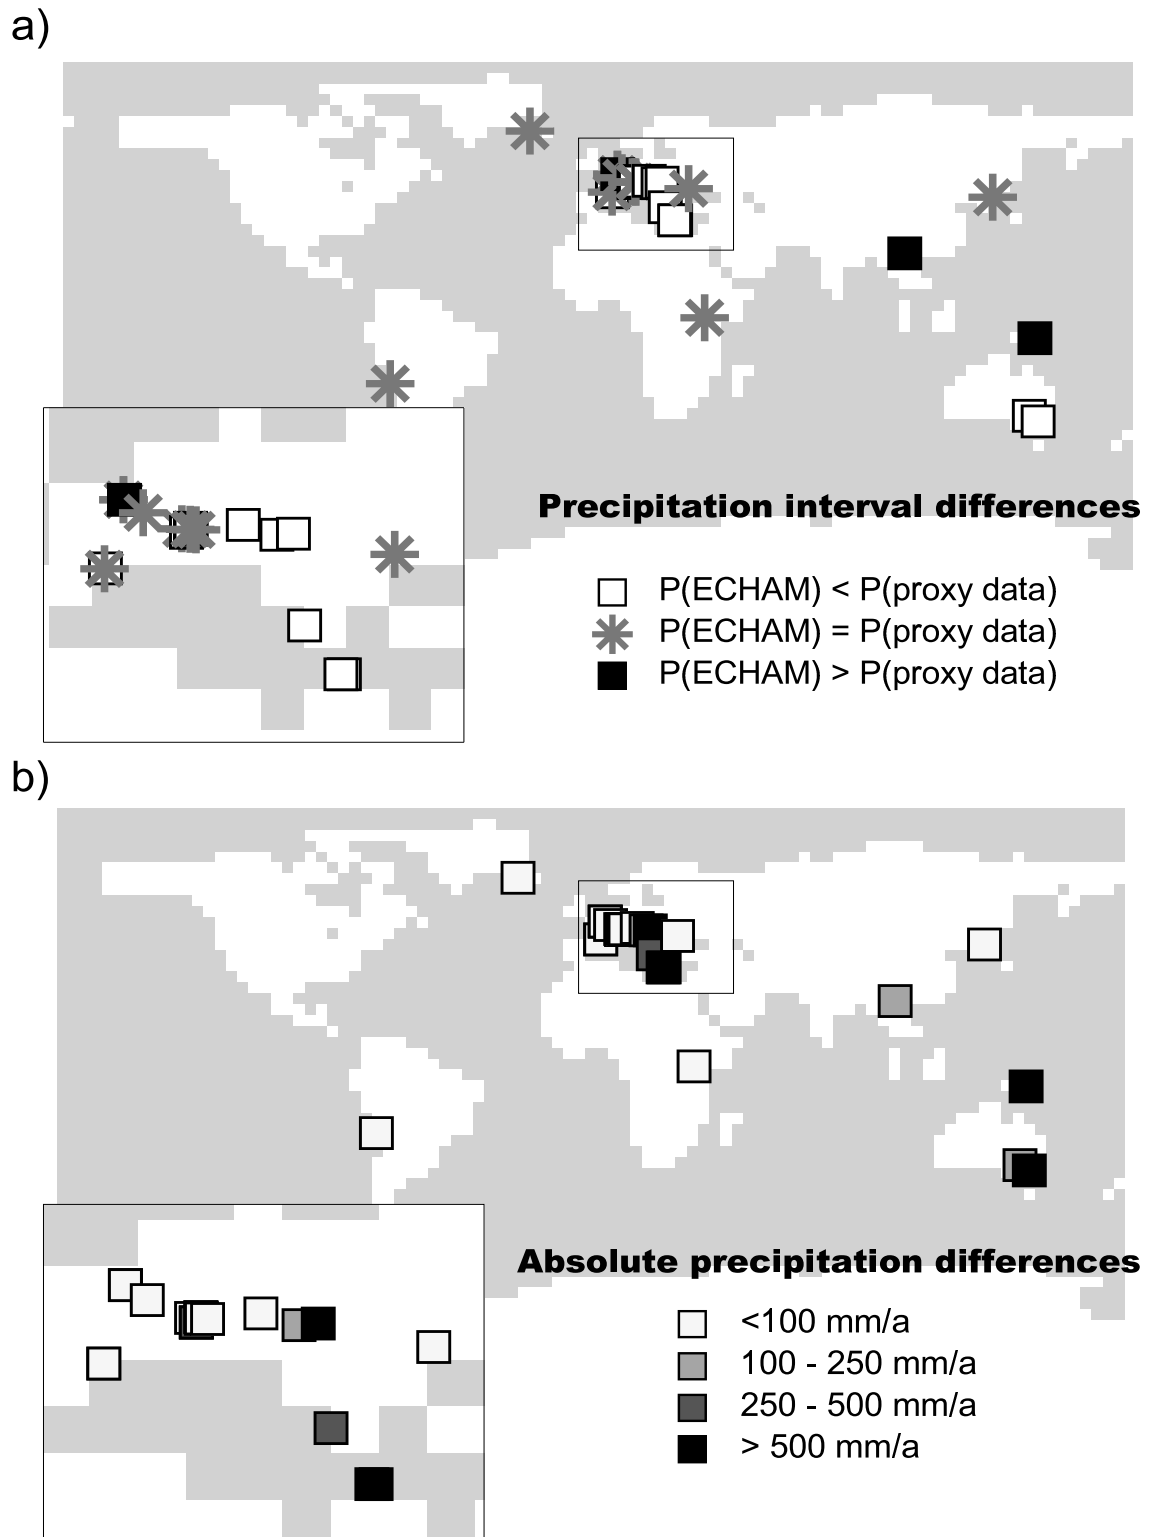 a)
Precipitation interval differences
P(ECHAM) < P(proxy data)
P(ECHAM) = P(proxy data)
P(ECHAM) > P(proxy data)
b)
Absolute precipitation differences
<100 mm/a
100 - 250 mm/a
250 - 500 mm/a
> 500 mm/a